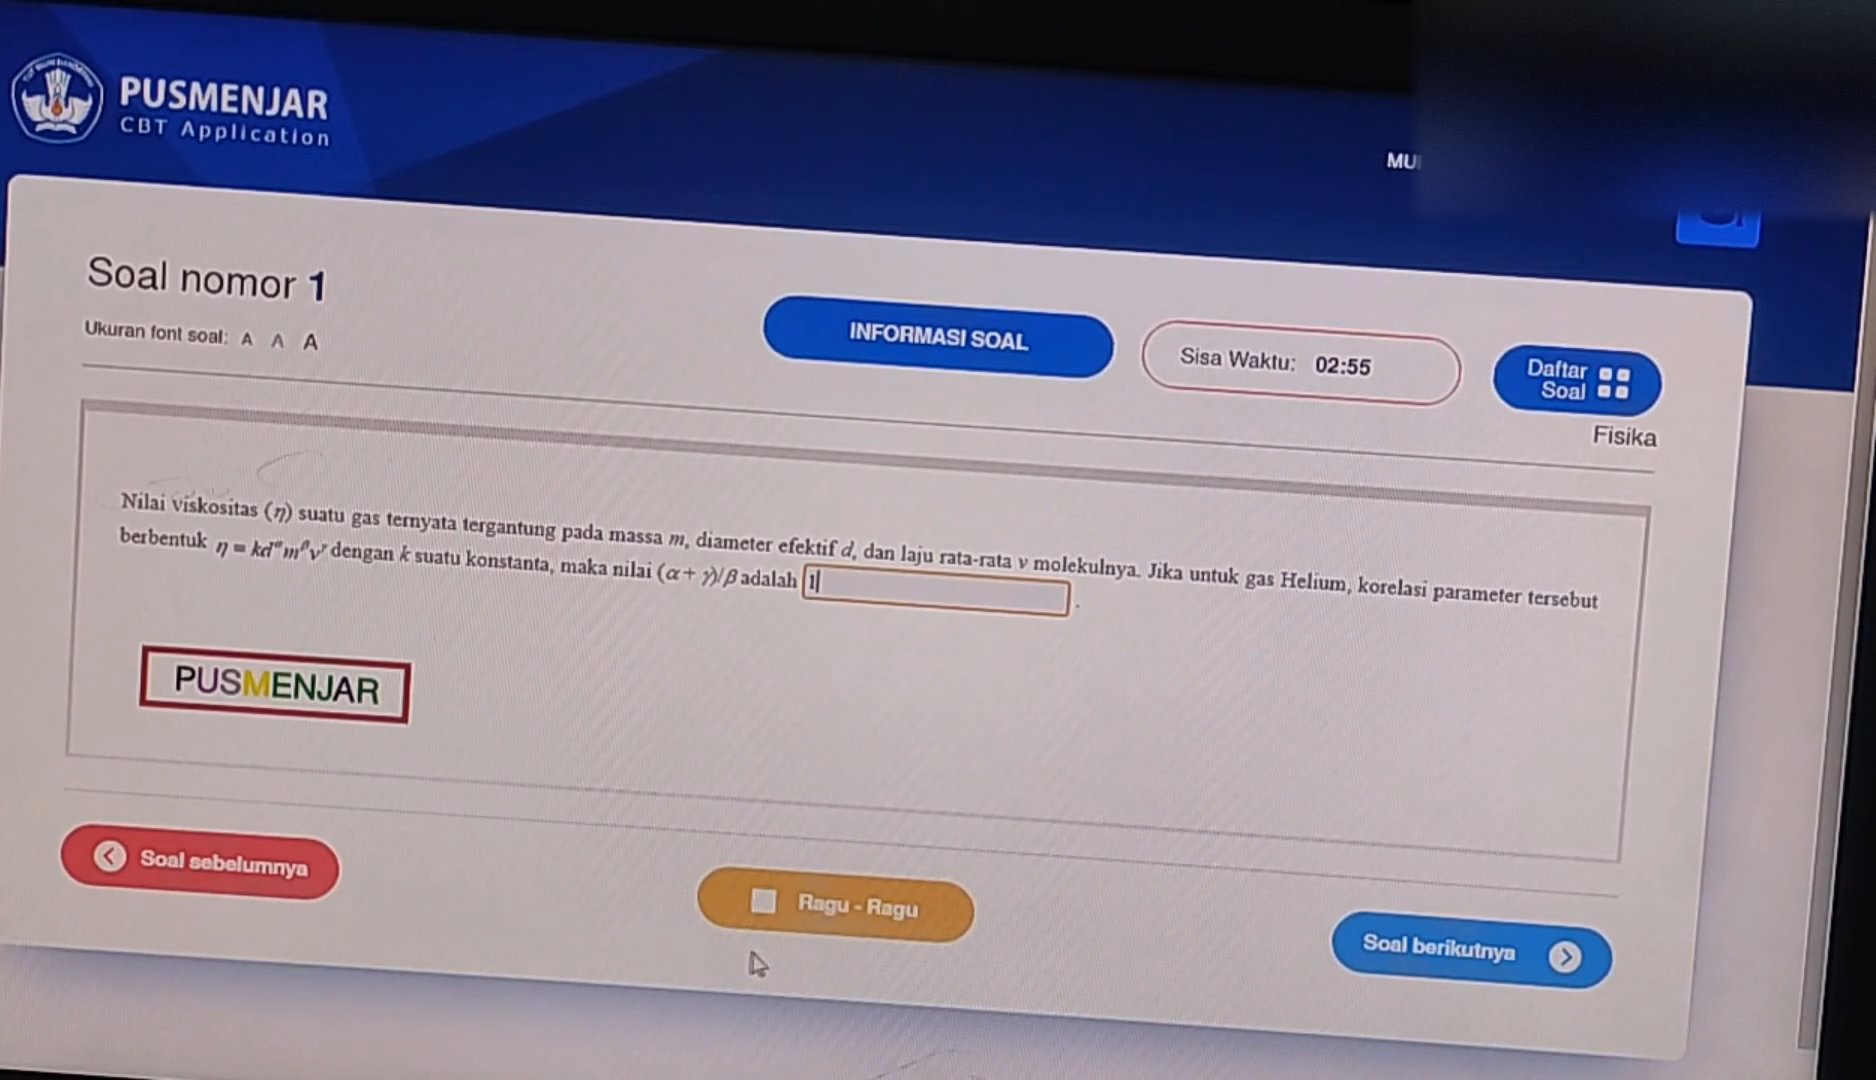 PUSMENJAR
CBT Application
MU
Soal nomor 1
Ukuran font soal: A A A
INFORMASI SOAL
Sisa Waktu: 02:55
Daftar
Soal
Fisika
Nilai viskositas (η) suatu gas ternyata tergantung pada massa m, diameter efektif d, dan laju rata-rata v molekulnya. Jika untuk gas Helium, korelasi parameter tersebut
berbentuk η = kd^α m^β v^γ dengan k suatu konstanta, maka nilai (α + γ)/β adalah 1 .
PUSMENJAR
Soal sebelumnya
Ragu - Ragu
Soal berikutnya